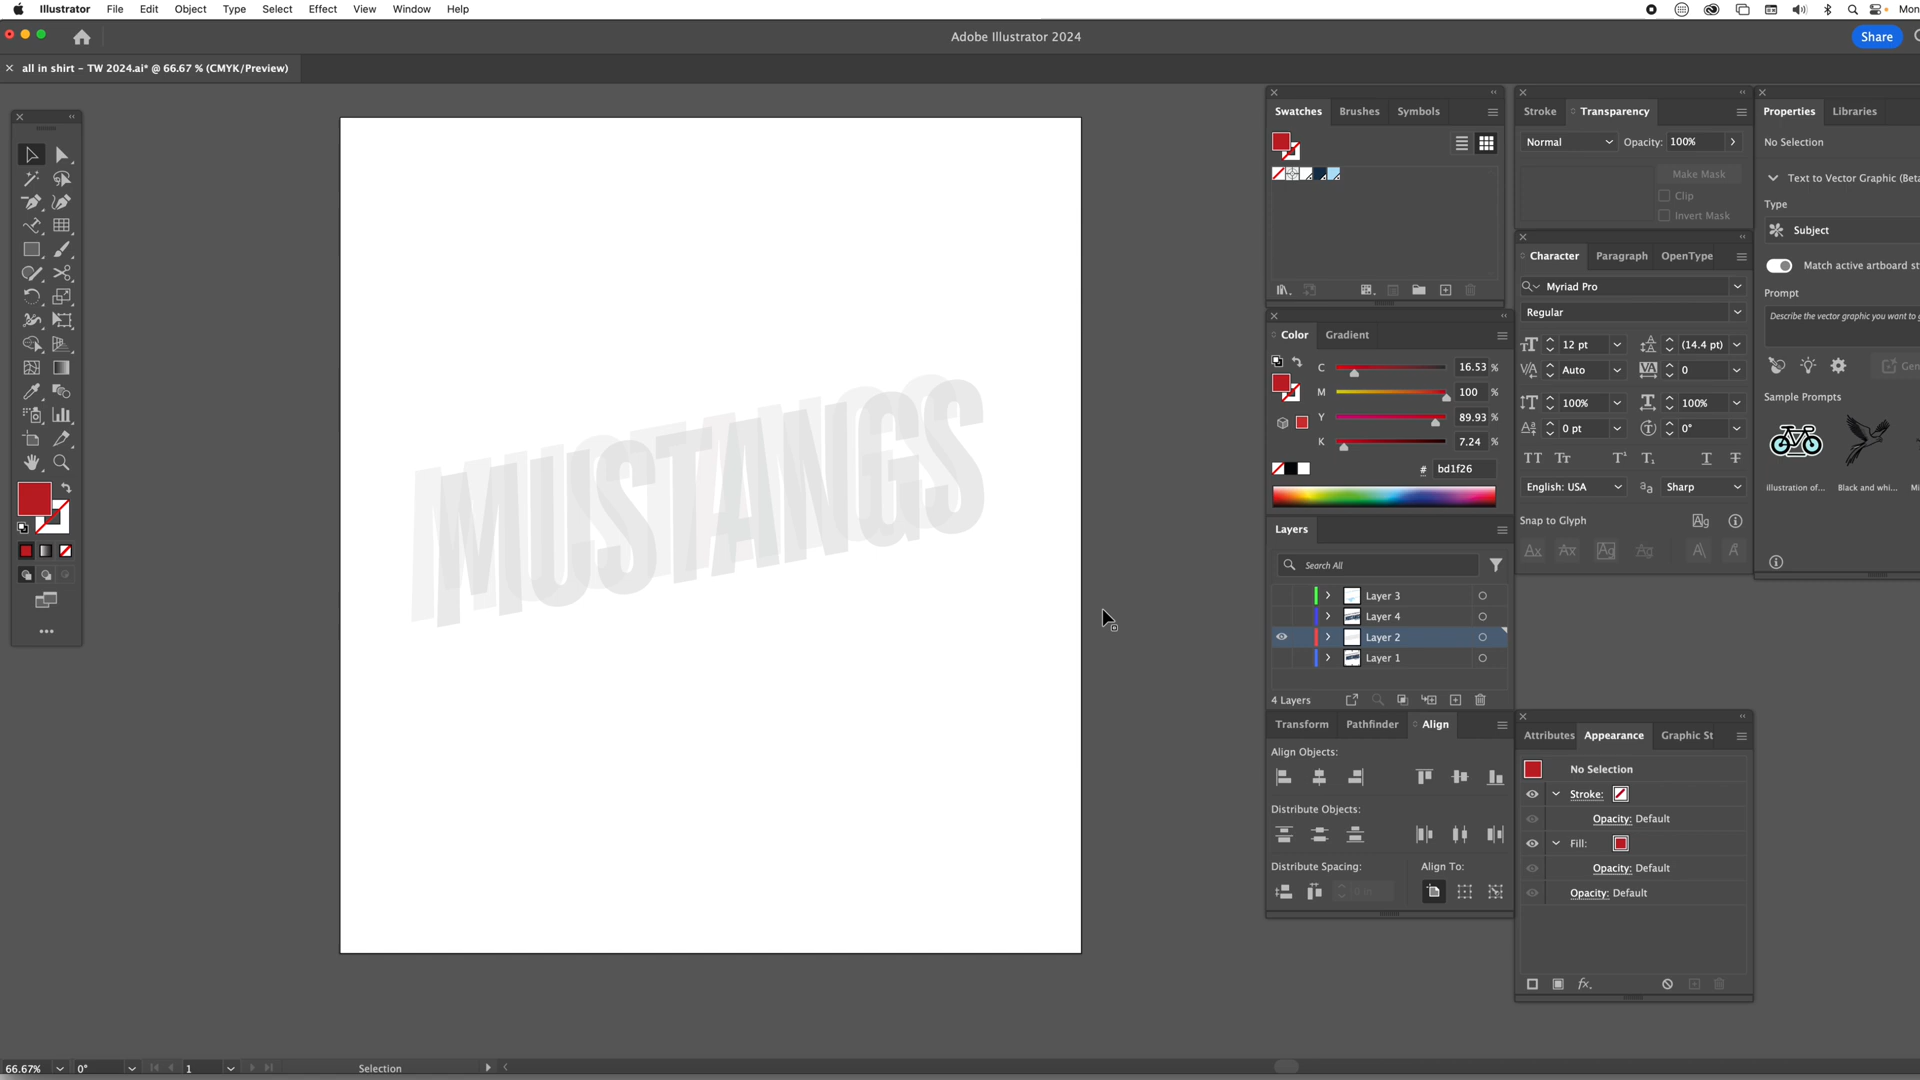 Illustrator File Edit Object Type Select Effect View Window Help
Mon
Adobe Illustrator 2024
Share
all in shirt – TW 2024.ai* @ 66.67 % (CMYK/Preview)
Swatches Brushes Symbols
Stroke Transparency
Properties Libraries
Normal Opacity: 100%
No Selection
Make Mask
Clip
Invert Mask
Text to Vector Graphic (Beta
Type
Subject
Character Paragraph OpenType
Match active artboard st
Myriad Pro
Prompt
Regular
Describe the vector graphic you want to g
Color Gradient
12 pt (14.4 pt)
C 16.53 %
Auto 0
Gen
M 100 %
Sample Prompts
100% 100%
Y 89.93 %
0 pt 0°
K 7.24 %
# bd1f26
English: USA Sharp
illustration of... Black and whi... Mi
Snap to Glyph
Layers
Search All
Layer 3
Layer 4
Layer 2
Layer 1
4 Layers
MUSTANGS
MUSTANGS
Transform Pathfinder Align
Attributes Appearance Graphic St
Align Objects:
No Selection
Stroke:
Distribute Objects:
Opacity: Default
Fill:
Distribute Spacing: Align To:
Opacity: Default
0 in
Opacity: Default
fx.
66.67% 0° 1 Selection